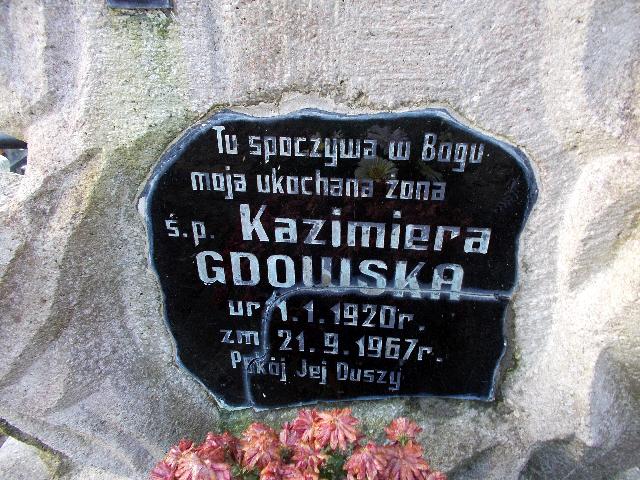 Tu spoczywa w Bogu
moja ukochana żona
ś.p. Kazimiera
GDOWSKA
ur. 1.1.1920r.
zm. 21.9.1967r.
Pokój Jej Duszy